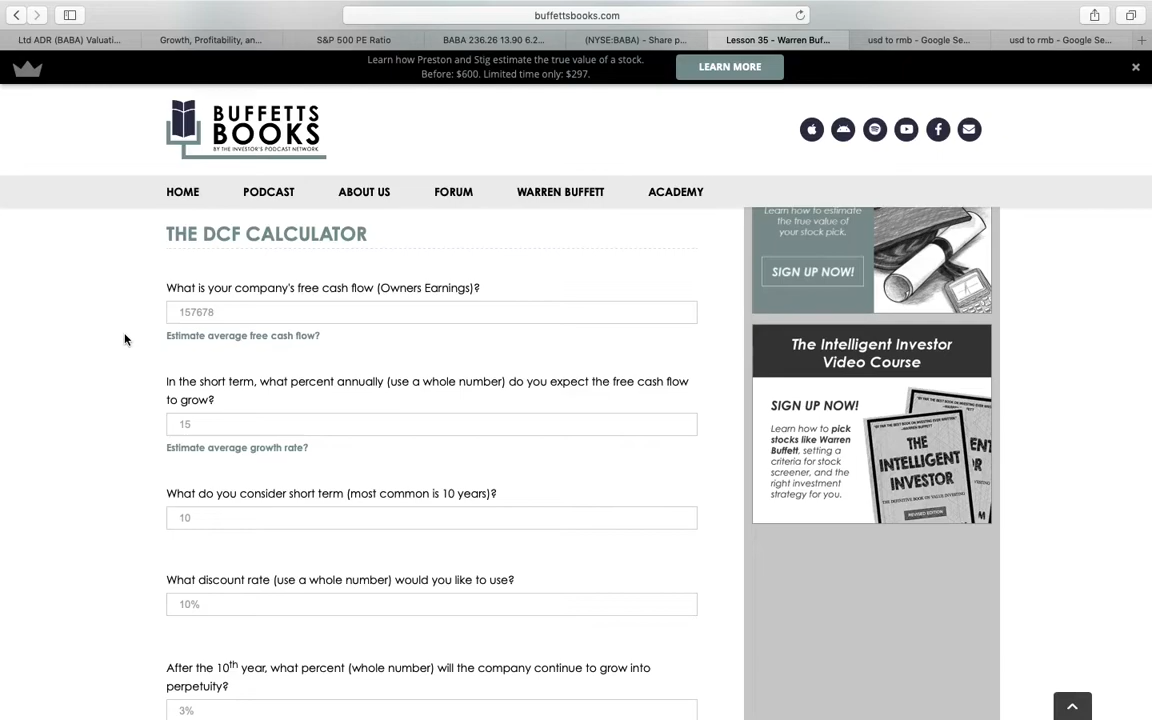 buffettsbooks.com
Ltd ADR (BABA) Valuati...
Growth, Profitability, an...
S&P 500 PE Ratio
BABA 236.26 13.90 6.2...
(NYSE:BABA) - Share p...
Lesson 35 - Warren Buf...
usd to rmb - Google Se...
usd to rmb - Google Se...
Learn how Preston and Stig estimate the true value of a stock.
Before: $600. Limited time only: $297.
LEARN MORE
BUFFETTS
BOOKS
BY THE INVESTOR'S PODCAST NETWORK
HOME
PODCAST
ABOUT US
FORUM
WARREN BUFFETT
ACADEMY
THE DCF CALCULATOR
What is your company's free cash flow (Owners Earnings)?
157678
Estimate average free cash flow?
In the short term, what percent annually (use a whole number) do you expect the free cash flow
to grow?
15
Estimate average growth rate?
What do you consider short term (most common is 10 years)?
10
What discount rate (use a whole number) would you like to use?
10%
After the 10th year, what percent (whole number) will the company continue to grow into
perpetuity?
3%
Learn how to estimate
the true value of
your stock pick.
SIGN UP NOW!
The Intelligent Investor
Video Course
SIGN UP NOW!
Learn how to pick
stocks like Warren
Buffett, setting a
criteria for stock
screener, and the
right investment
strategy for you.
THE
INTELLIGENT
INVESTOR